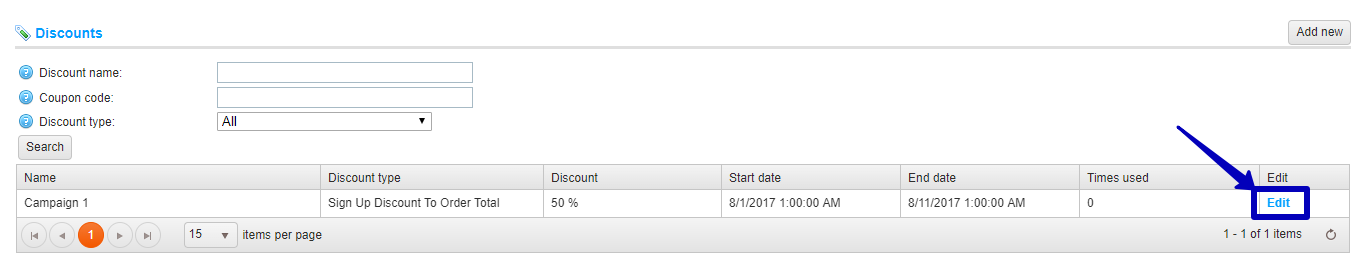 Discounts
Add new
Discount name:
Coupon code:
Discount type: All
Search
Name Discount type Discount Start date End date Times used Edit
Campaign 1 Sign Up Discount To Order Total 50 % 8/1/2017 1:00:00 AM 8/11/2017 1:00:00 AM 0 Edit
1 15 items per page 1 - 1 of 1 items